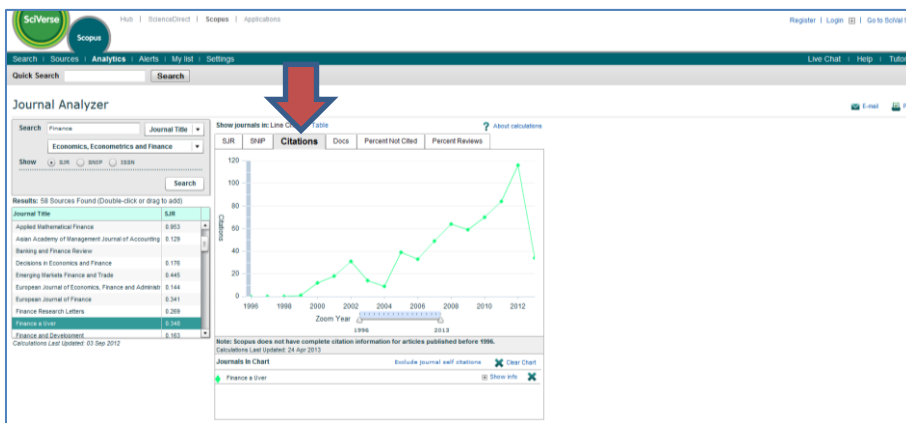 SciVerse
Scopus
Hub | ScienceDirect | Scopus | Applications
Register | Login | Go to SciVal S
Search | Sources | Analytics | Alerts | My list | Settings
Live Chat | Help | Tutor
Quick Search Search
Journal Analyzer
E-mail P
Search Finance Journal Title
Economics, Econometrics and Finance
Show SJR SNIP ISSN
Search
Results: 58 Sources Found (Double-click or drag to add)
Journal Title SJR
Applied Mathematical Finance 0.953
Asian Academy of Management Journal of Accounting 0.129
Banking and Finance Review
Decisions in Economics and Finance 0.176
Emerging Markets Finance and Trade 0.445
European Journal of Economics, Finance and Administr 0.144
European Journal of Finance 0.341
Finance Research Letters 0.269
Finance a Uver 0.348
Finance and Development 0.163
Calculations Last Updated: 03 Sep 2012
Show journals in: Line Table
About calculations
SJR SNIP Citations Docs Percent Not Cited Percent Reviews
Citations
120
100
80
60
40
20
0
1996 1998 2000 2002 2004 2006 2008 2010 2012
Zoom Year
1996 2013
Note: Scopus does not have complete citation information for articles published before 1996.
Calculations Last Updated: 24 Apr 2013
Journals in Chart Exclude journal self citations Clear Chart
Finance a Uver Show info